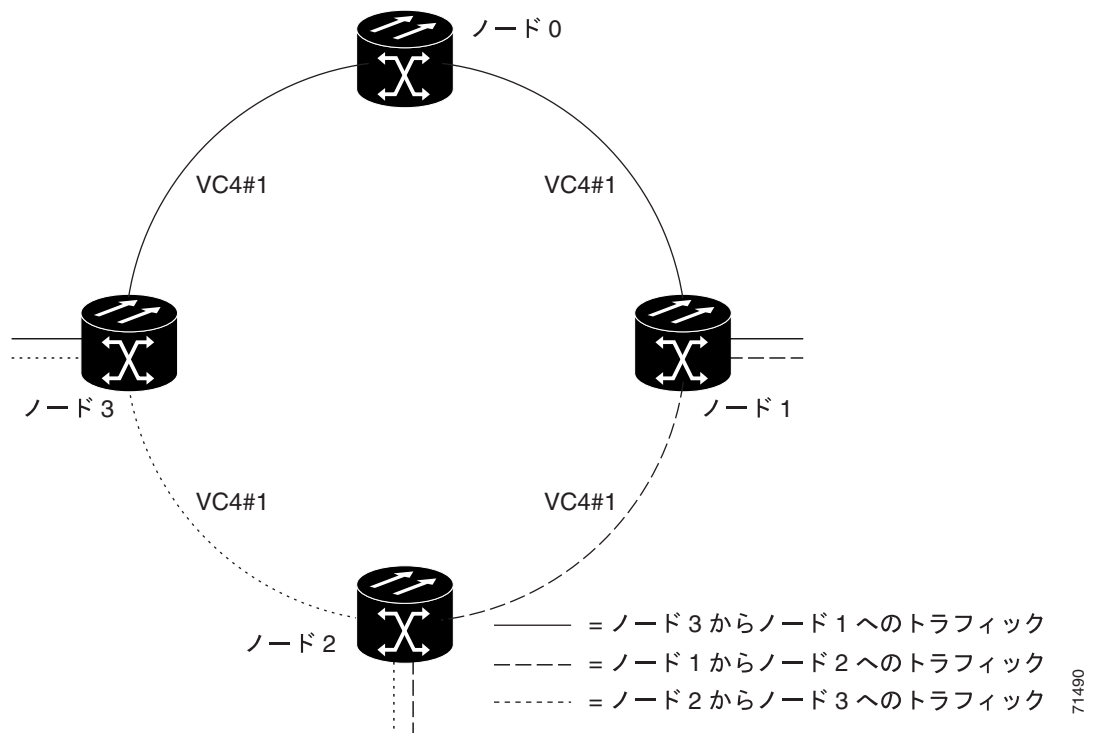 ノード 0
VC4#1
VC4#1
ノード 3
ノード 1
VC4#1
VC4#1
ノード 2
= ノード 3 からノード 1 へのトラフィック
= ノード 1 からノード 2 へのトラフィック
= ノード 2 からノード 3 へのトラフィック
71490